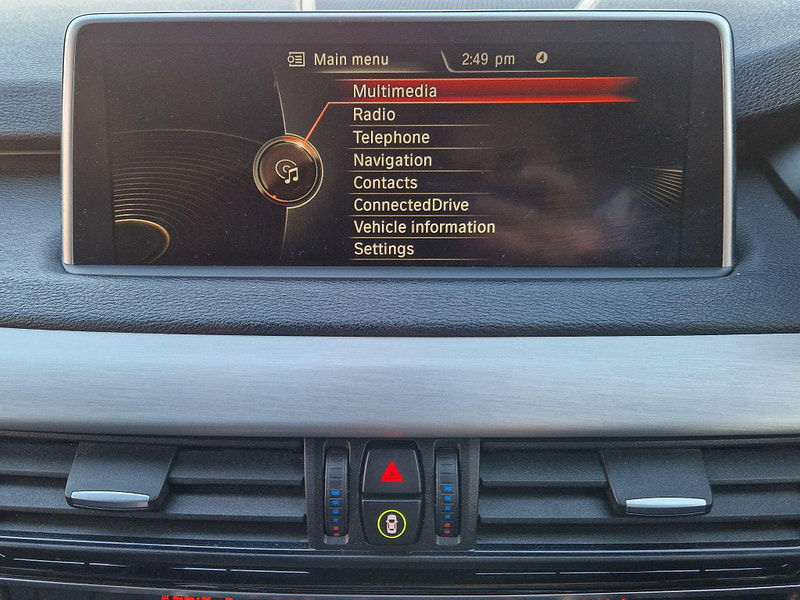 Main menu 2:49 pm
Multimedia
Radio
Telephone
Navigation
Contacts
ConnectedDrive
Vehicle information
Settings